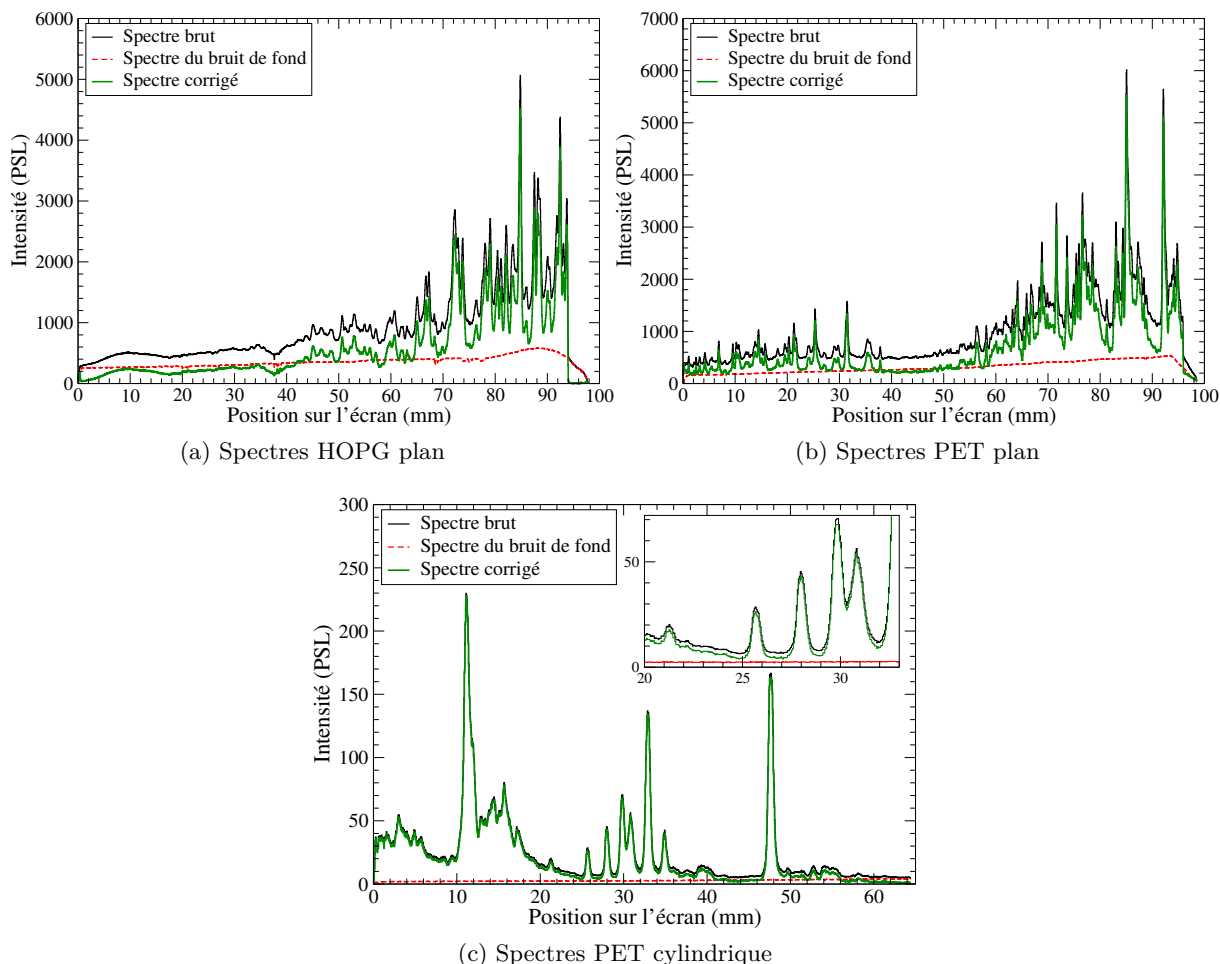 6000
5000
4000
3000
2000
1000
0
Intensité (PSL)
Spectre brut
Spectre du bruit de fond
Spectre corrigé
0 10 20 30 40 50 60 70 80 90 100
Position sur l'écran (mm)
(a) Spectres HOPG plan
7000
6000
5000
4000
3000
2000
1000
0
Intensité (PSL)
Spectre brut
Spectre du bruit de fond
Spectre corrigé
0 10 20 30 40 50 60 70 80 90 100
Position sur l'écran (mm)
(b) Spectres PET plan
300
250
200
150
100
50
0
Intensité (PSL)
Spectre brut
Spectre du bruit de fond
Spectre corrigé
50
0
20 25 30
0 10 20 30 40 50 60
Position sur l'écran (mm)
(c) Spectres PET cylindrique